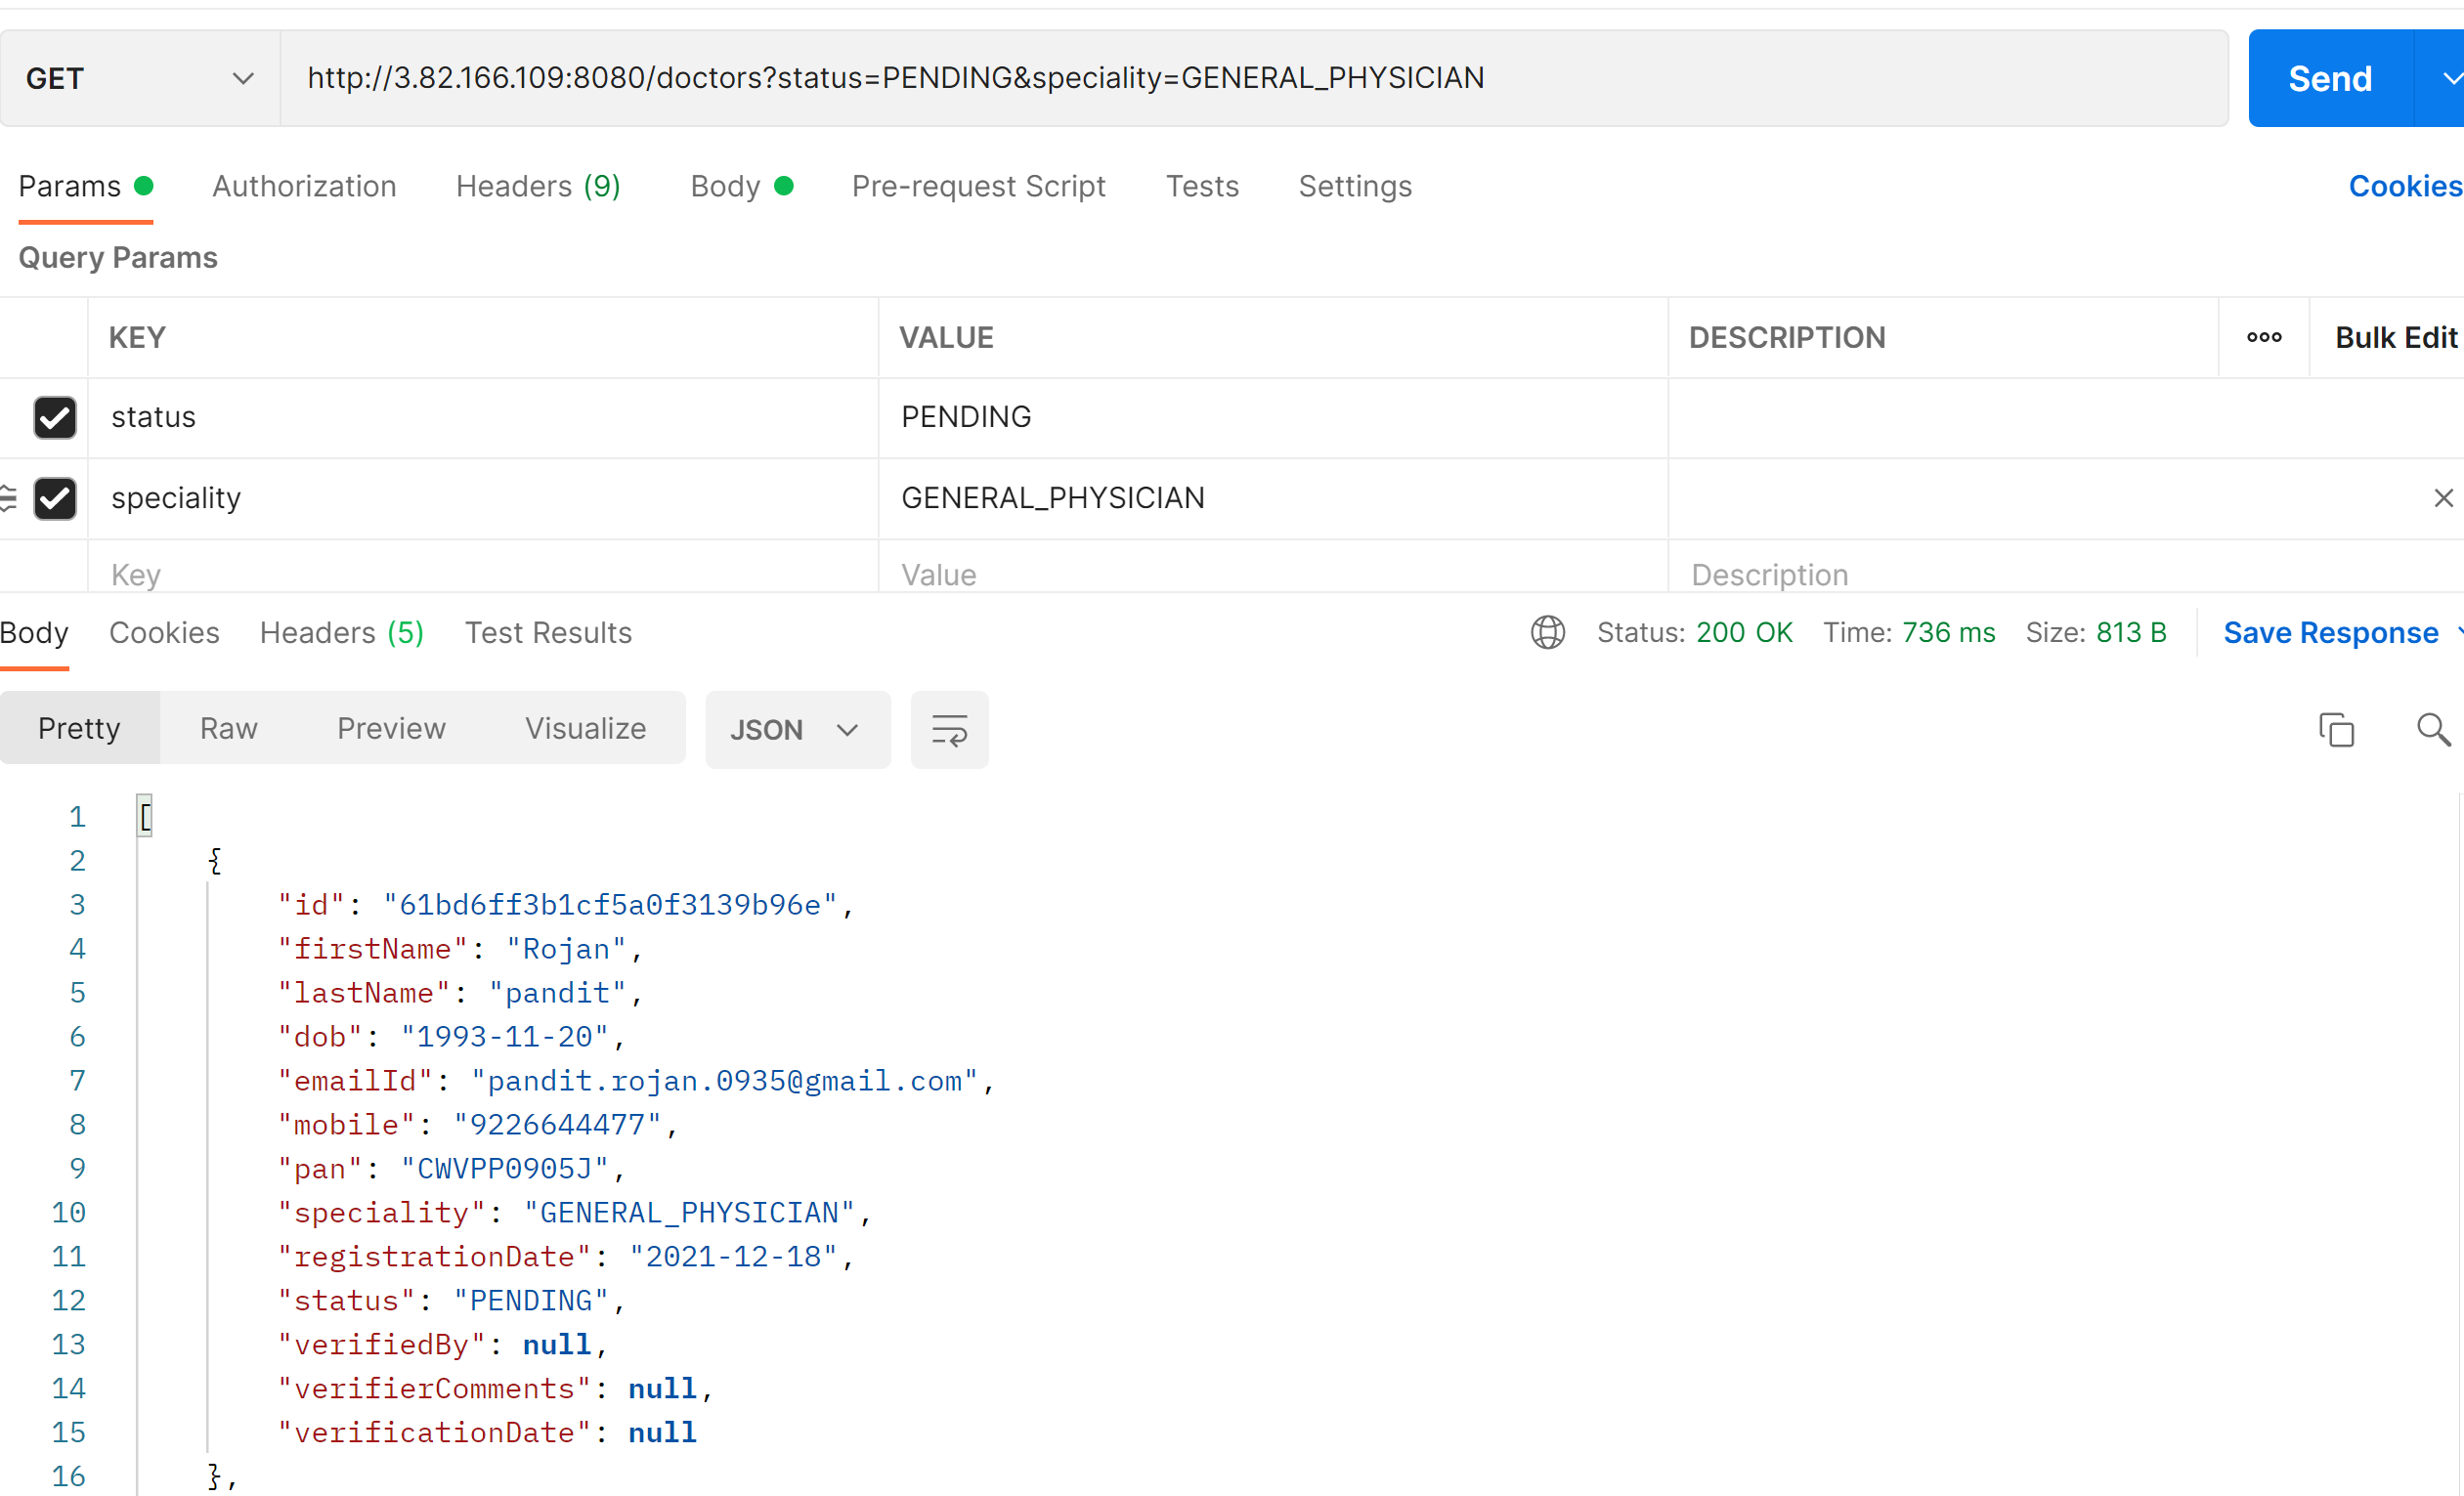 GET http://3.82.166.109:8080/doctors?status=PENDING&speciality=GENERAL_PHYSICIAN Send
Params Authorization Headers (9) Body Pre-request Script Tests Settings Cookies
Query Params
KEY VALUE DESCRIPTION ooo Bulk Edit
status PENDING
speciality GENERAL_PHYSICIAN
Key Value Description
Body Cookies Headers (5) Test Results Status: 200 OK Time: 736 ms Size: 813 B Save Response
Pretty Raw Preview Visualize JSON
1 [
2 {
3 "id": "61bd6ff3b1cf5a0f3139b96e",
4 "firstName": "Rojan",
5 "lastName": "pandit",
6 "dob": "1993-11-20",
7 "emailId": "pandit.rojan.0935@gmail.com",
8 "mobile": "9226644477",
9 "pan": "CWVPP0905J",
10 "speciality": "GENERAL_PHYSICIAN",
11 "registrationDate": "2021-12-18",
12 "status": "PENDING",
13 "verifiedBy": null,
14 "verifierComments": null,
15 "verificationDate": null
16 },